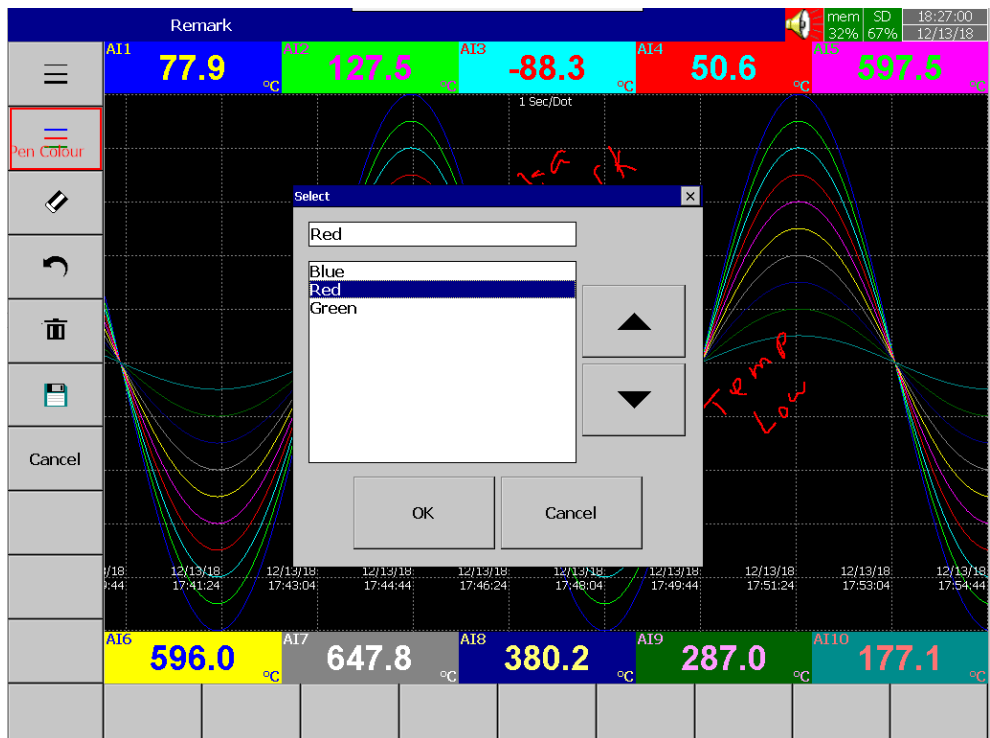 Remark
mem 32%
SD 67%
18:27:00
12/13/18
AI1 77.9 °C
AI2 127.5 °C
AI3 -88.3 °C
AI4 50.6 °C
AI5 597.5 °C
1 Sec/Dot
Pen Colour
Select
Red
Blue
Red
Green
Temp
Low
OK
Cancel
Cancel
/18 12/13/18 12/13/18 12/13/18 12/13/18 12/13/18 12/13/18 12/13/18 12/13/18 12/13/18
:44 17:41:24 17:43:04 17:44:44 17:46:24 17:48:04 17:49:44 17:51:24 17:53:04 17:54:44
AI6 596.0 °C
AI7 647.8 °C
AI8 380.2 °C
AI9 287.0 °C
AI10 177.1 °C